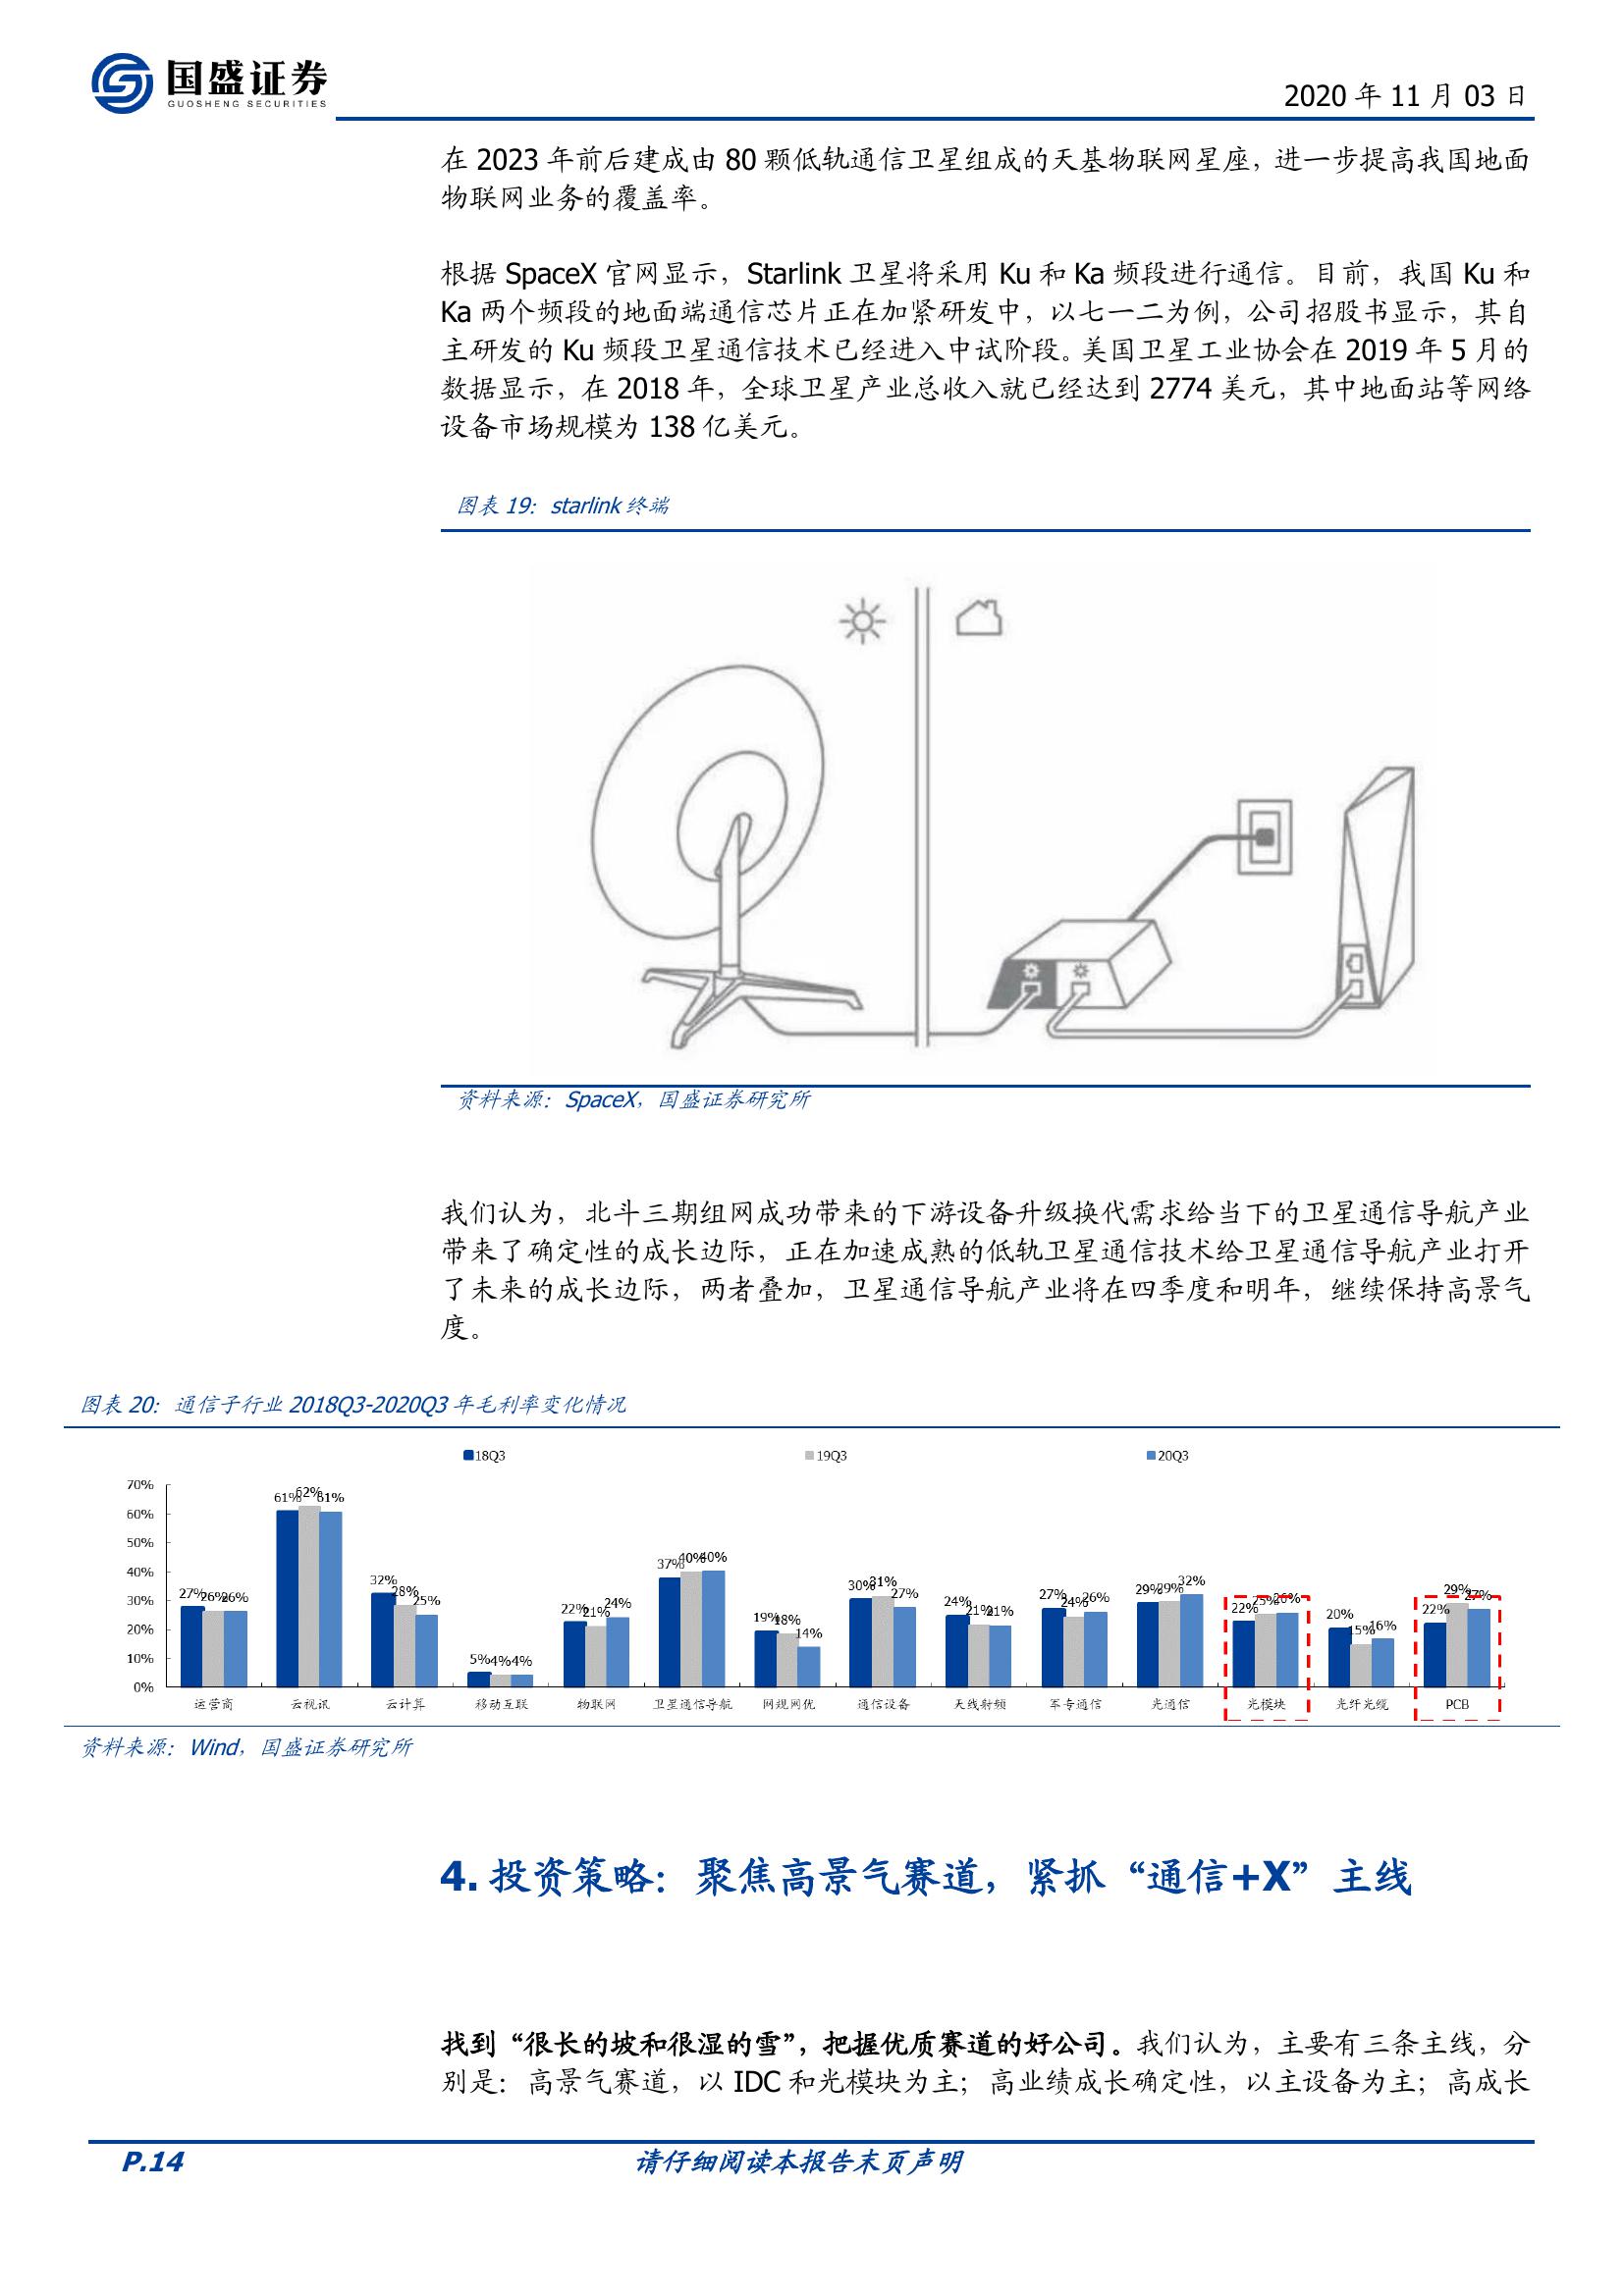 国盛证券
GUOSHENG SECURITIES
2020 年 11 月 03 日
在 2023 年前后建成由 80 颗低轨通信卫星组成的天基物联网星座，进一步提高我国地面
物联网业务的覆盖率。
根据 SpaceX 官网显示，Starlink 卫星将采用 Ku 和 Ka 频段进行通信。目前，我国 Ku 和
Ka 两个频段的地面端通信芯片正在加紧研发中，以七一二为例，公司招股书显示，其自
主研发的 Ku 频段卫星通信技术已经进入中试阶段。美国卫星工业协会在 2019 年 5 月的
数据显示，在 2018 年，全球卫星产业总收入就已经达到 2774 美元，其中地面站等网络
设备市场规模为 138 亿美元。
图表 19：starlink 终端
资料来源：SpaceX，国盛证券研究所
我们认为，北斗三期组网成功带来的下游设备升级换代需求给当下的卫星通信导航产业
带来了确定性的成长边际，正在加速成熟的低轨卫星通信技术给卫星通信导航产业打开
了未来的成长边际，两者叠加，卫星通信导航产业将在四季度和明年，继续保持高景气
度。
图表 20：通信子行业 2018Q3-2020Q3 年毛利率变化情况
18Q3 19Q3 20Q3
70%
60%
50%
40%
30%
20%
10%
0%
27% 26% 26%
61% 62% 61%
32% 28% 25%
5% 4% 4%
22% 21% 24%
37% 40% 40%
19% 18% 14%
30% 31% 27%
24% 21% 21%
27% 24% 26%
29% 29% 32%
22% 25% 26%
20% 15% 16%
22% 29% 27%
运营商 云视讯 云计算 移动互联 物联网 卫星通信导航 网规网优 通信设备 天线射频 军专通信 光通信 光模块 光纤光缆 PCB
资料来源：Wind，国盛证券研究所
4. 投资策略：聚焦高景气赛道，紧抓“通信+X”主线
找到“很长的坡和很湿的雪”，把握优质赛道的好公司。我们认为，主要有三条主线，分
别是：高景气赛道，以 IDC 和光模块为主；高业绩成长确定性，以主设备为主；高成长
P.14
请仔细阅读本报告末页声明